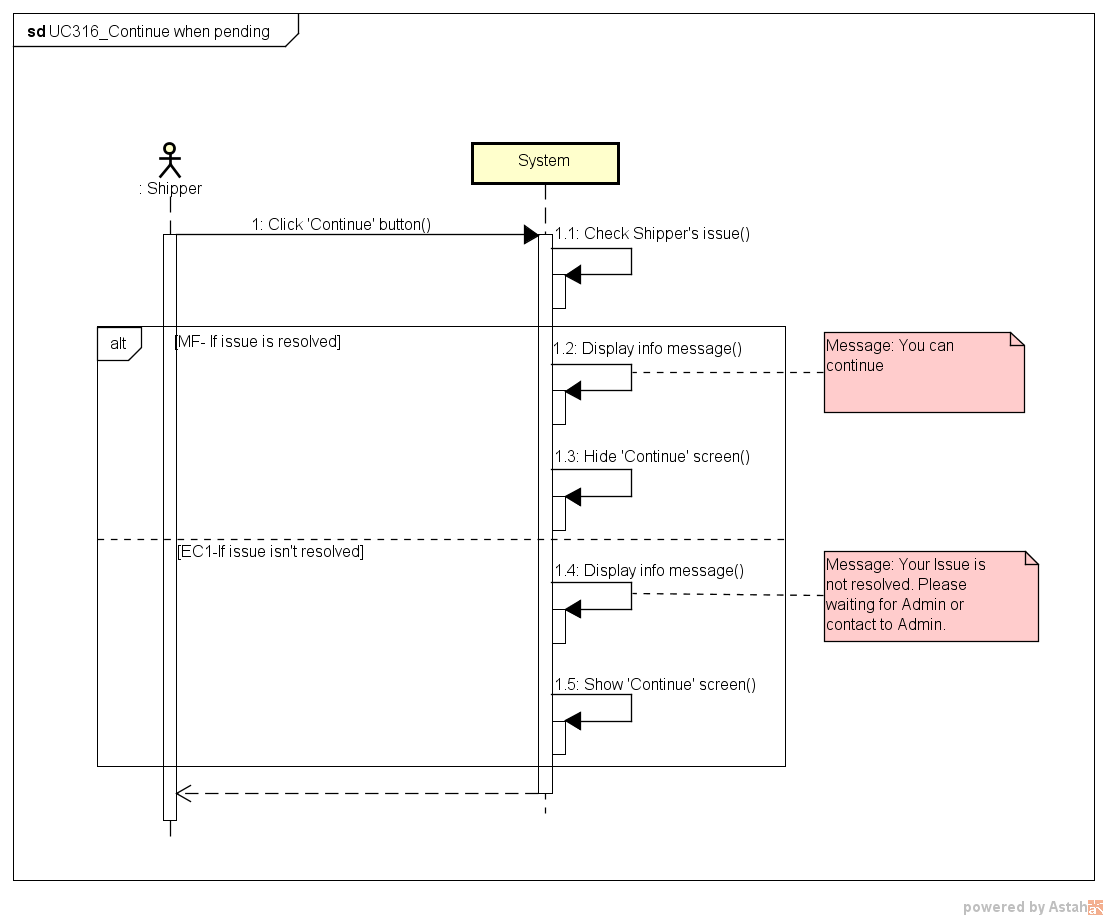 sd UC316_Continue when pending
: Shipper
System
1: Click 'Continue' button()
1.1: Check Shipper's issue()
alt
[MF- If issue is resolved]
1.2: Display info message()
Message: You can
continue
1.3: Hide 'Continue' screen()
[EC1-If issue isn't resolved]
1.4: Display info message()
Message: Your Issue is
not resolved. Please
waiting for Admin or
contact to Admin.
1.5: Show 'Continue' screen()
powered by Astah